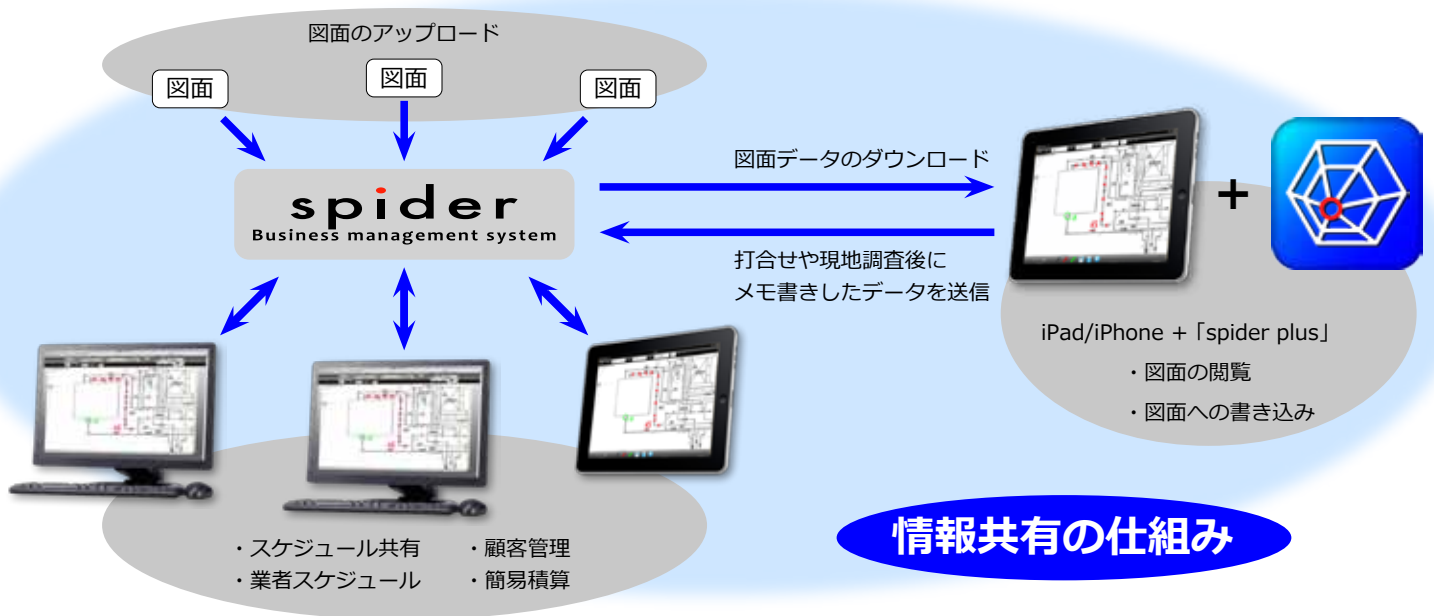 図面のアップロード
図面
図面
図面
spider
Business management system
図面データのダウンロード
打合せや現地調査後に
メモ書きしたデータを送信
+
iPad/iPhone +「spider plus」
・図面の閲覧
・図面への書き込み
・スケジュール共有
・顧客管理
・業者スケジュール
・簡易積算
情報共有の仕組み